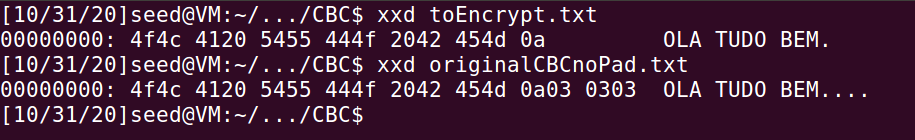 [10/31/20]seed@VM:~/.../CBC$ xxd toEncrypt.txt
00000000: 4f4c 4120 5455 444f 2042 454d 0a        OLA TUDO BEM.
[10/31/20]seed@VM:~/.../CBC$ xxd originalCBCnoPad.txt
00000000: 4f4c 4120 5455 444f 2042 454d 0a03 0303  OLA TUDO BEM....
[10/31/20]seed@VM:~/.../CBC$